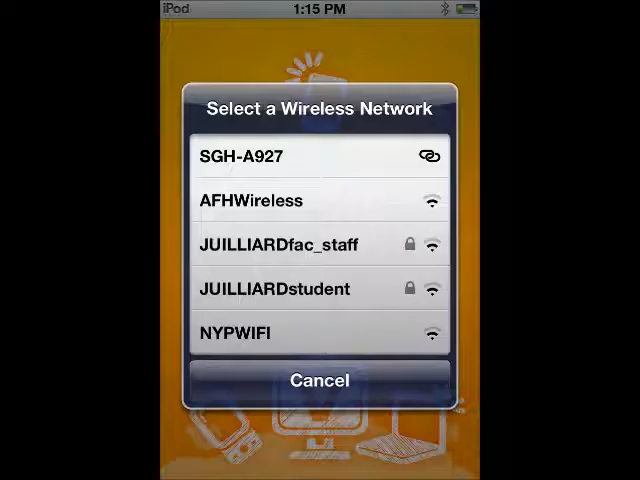 iPod
1:15 PM
Select a Wireless Network
SGH-A927
AFHWireless
JUILLIARDfac_staff
JUILLIARDstudent
NYPWIFI
Cancel